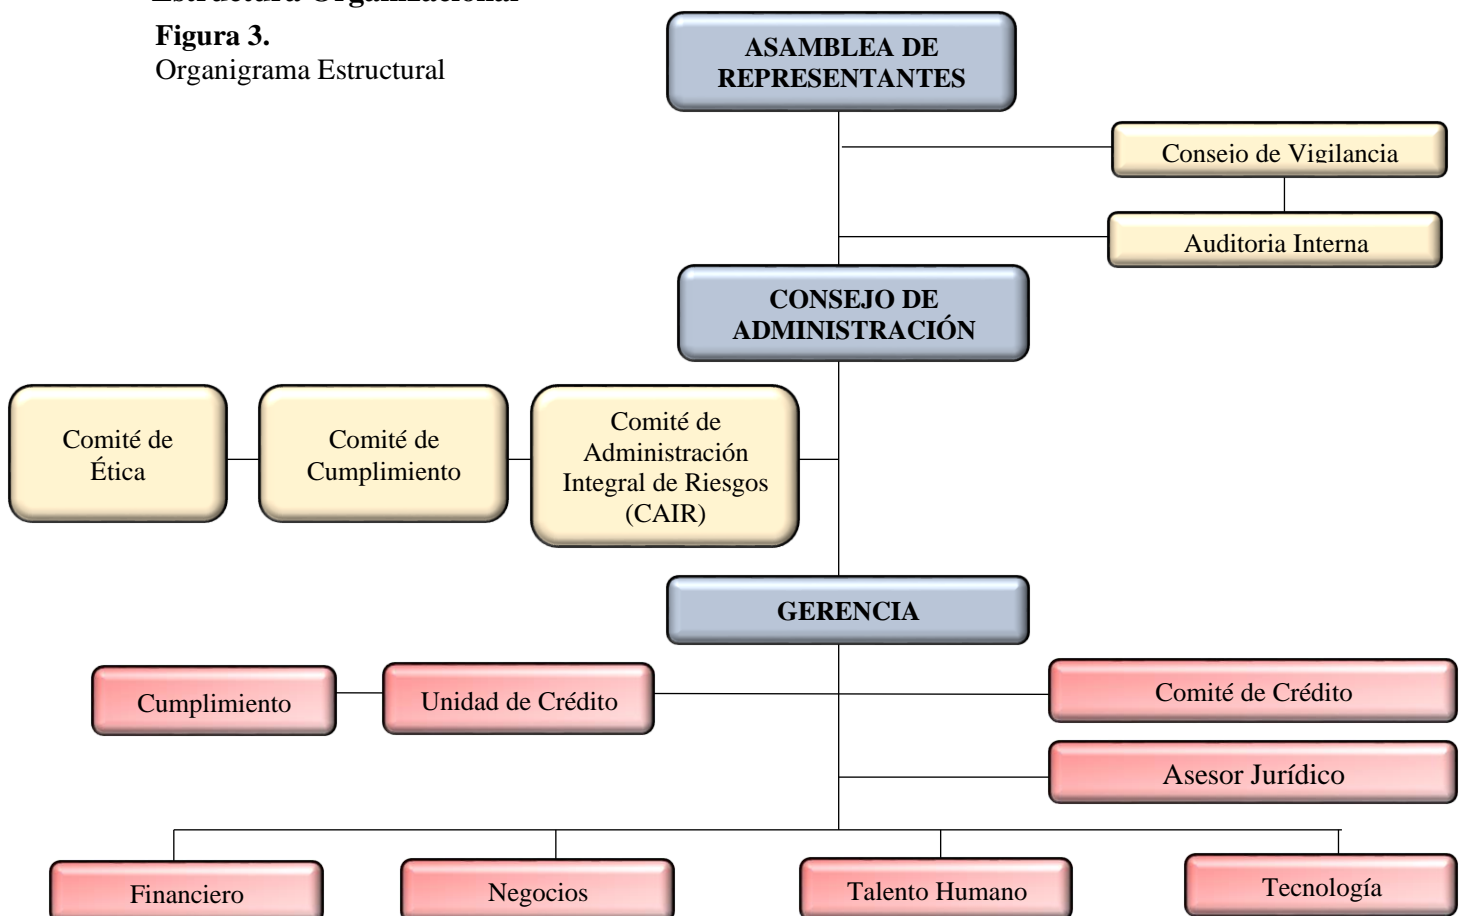 Estructura Organizacional
Figura 3.
Organigrama Estructural
ASAMBLEA DE
REPRESENTANTES
Consejo de Vigilancia
Auditoria Interna
CONSEJO DE
ADMINISTRACIÓN
Comité de
Ética
Comité de
Cumplimiento
Comité de
Administración
Integral de Riesgos
(CAIR)
GERENCIA
Cumplimiento
Unidad de Crédito
Comité de Crédito
Asesor Jurídico
Financiero
Negocios
Talento Humano
Tecnología